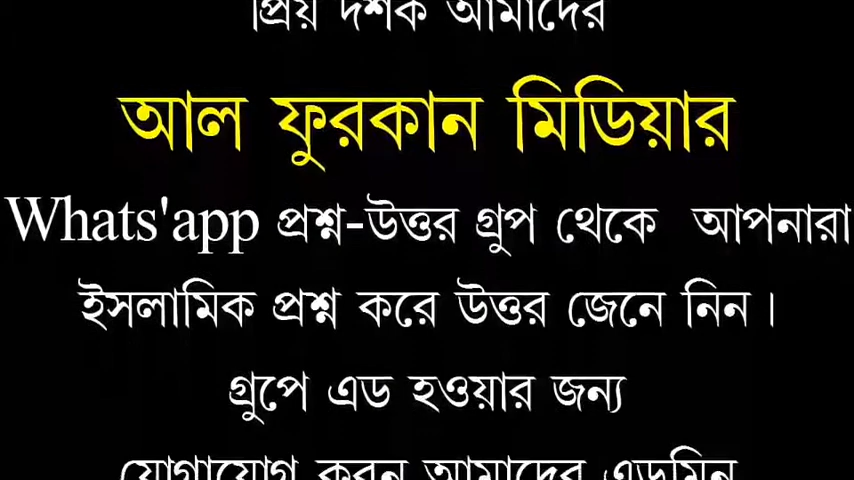 প্রিয় দর্শক আমাদের
আল ফুরকান মিডিয়ার
Whats'app প্রশ্ন-উত্তর গ্রুপ থেকে আপনারা
ইসলামিক প্রশ্ন করে উত্তর জেনে নিন।
গ্রুপে এড হওয়ার জন্য
যোগাযোগ করুন আমাদের এডমিন